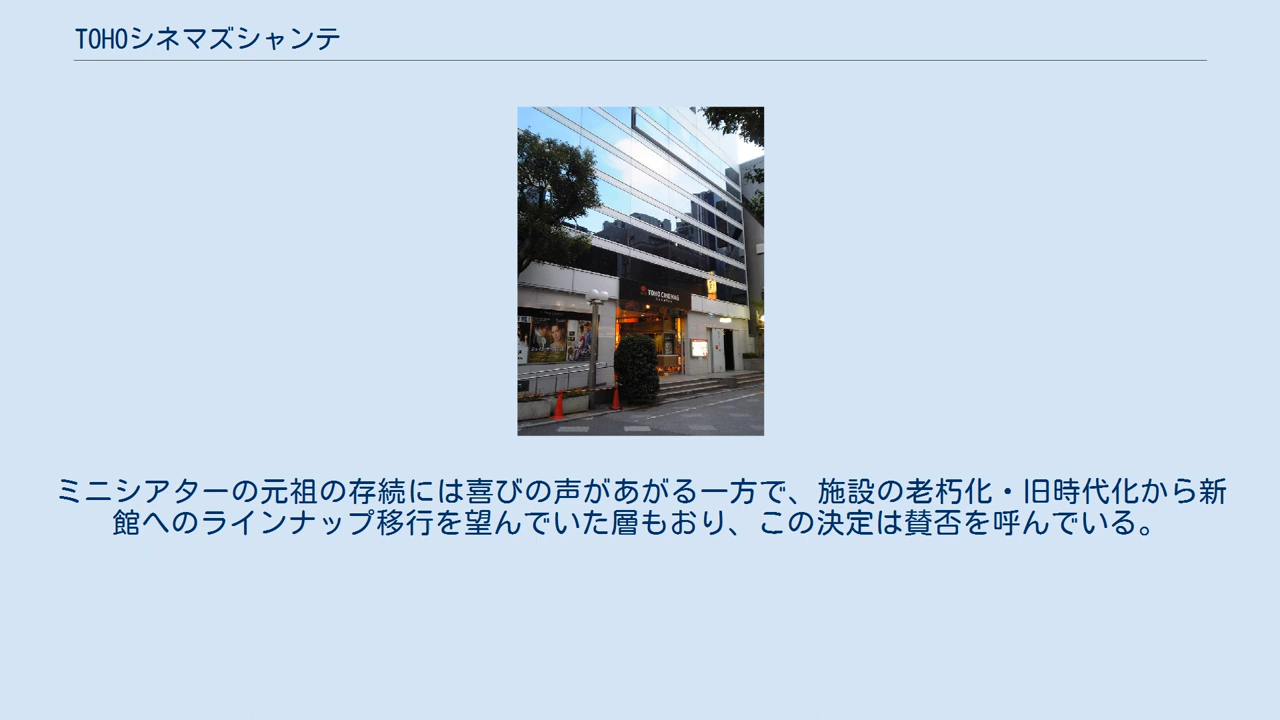 TOHOシネマズシャンテ
TOHO CINEMAS
ミニシアターの元祖の存続には喜びの声があがる一方で、施設の老朽化・旧時代化から新
館へのラインナップ移行を望んでいた層もおり、この決定は賛否を呼んでいる。